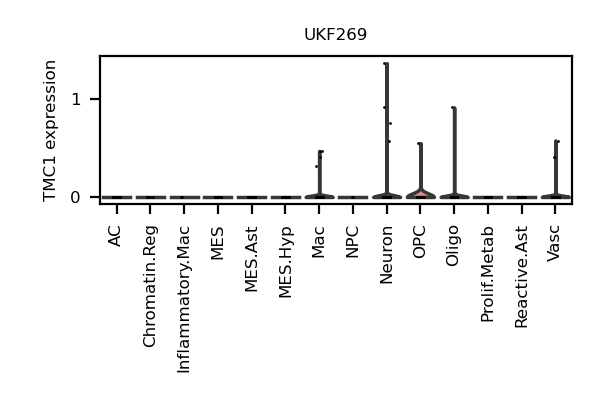 UKF269
TMC1 expression
1
0
AC
Chromatin.Reg
Inflammatory.Mac
MES
MES.Ast
MES.Hyp
Mac
NPC
Neuron
OPC
Oligo
Prolif.Metab
Reactive.Ast
Vasc